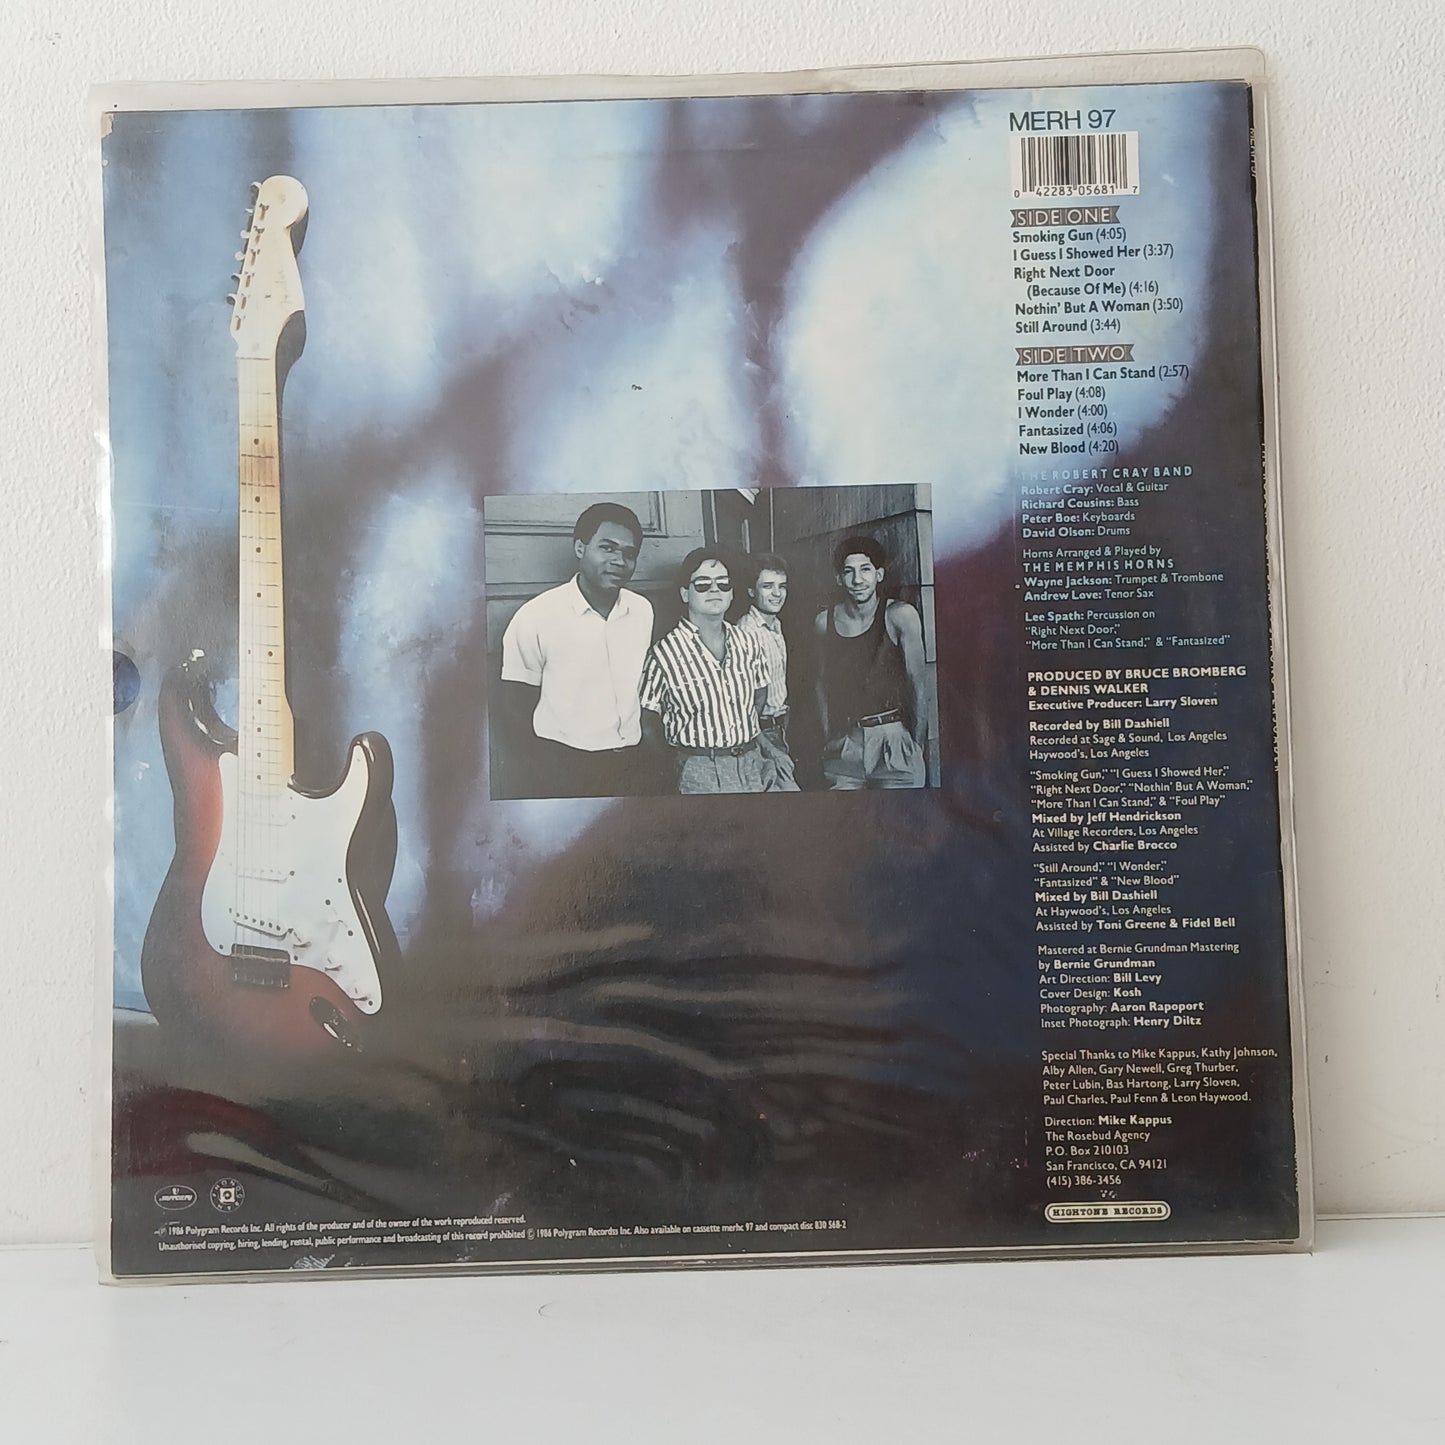 MERH 97
0 42283 05681 7
SIDE ONE
Smoking Gun (4:05)
I Guess I Showed Her (3:37)
Right Next Door
(Because Of Me) (4:16)
Nothin' But A Woman (3:50)
Still Around (3:44)
SIDE TWO
More Than I Can Stand (2:57)
Foul Play (4:08)
I Wonder (4:00)
Fantasized (4:06)
New Blood (4:20)
THE ROBERT CRAY BAND
Robert Cray: Vocal & Guitar
Richard Cousins: Bass
Peter Boe: Keyboards
David Olson: Drums
Horns Arranged & Played by
THE MEMPHIS HORNS
Wayne Jackson: Trumpet & Trombone
Andrew Love: Tenor Sax
Lee Spath: Percussion on
"Right Next Door,"
"More Than I Can Stand," & "Fantasized"
PRODUCED BY BRUCE BROMBERG
& DENNIS WALKER
Executive Producer: Larry Sloven
Recorded by Bill Dashiell
Recorded at Sage & Sound, Los Angeles
Haywood's, Los Angeles
"Smoking Gun," "I Guess I Showed Her,"
"Right Next Door," "Nothin' But A Woman,"
"More Than I Can Stand," & "Foul Play"
Mixed by Jeff Hendrickson
At Village Recorders, Los Angeles
Assisted by Charlie Brocco
"Still Around," "I Wonder,"
"Fantasized" & "New Blood"
Mixed by Bill Dashiell
At Haywood's, Los Angeles
Assisted by Toni Greene & Fidel Bell
Mastered at Bernie Grundman Mastering
by Bernie Grundman
Art Direction: Bill Levy
Cover Design: Kosh
Photography: Aaron Rapoport
Inset Photograph: Henry Diltz
Special Thanks to Mike Kappus, Kathy Johnson,
Alby Allen, Gary Newell, Greg Thurber,
Peter Lubin, Bas Hartong, Larry Sloven,
Paul Charles, Paul Fenn & Leon Haywood.
Direction: Mike Kappus
The Rosebud Agency
P.O. Box 210103
San Francisco, CA 94121
(415) 386-3456
HIGHTONE RECORDS
mercury
℗ 1986 Polygram Records Inc. All rights of the producer and of the owner of the work reproduced reserved.
Unauthorised copying, hiring, lending, rental, public performance and broadcasting of this record prohibited © 1986 Polygram Recordss Inc. Also available on cassette merhc 97 and compact disc 830 568-2